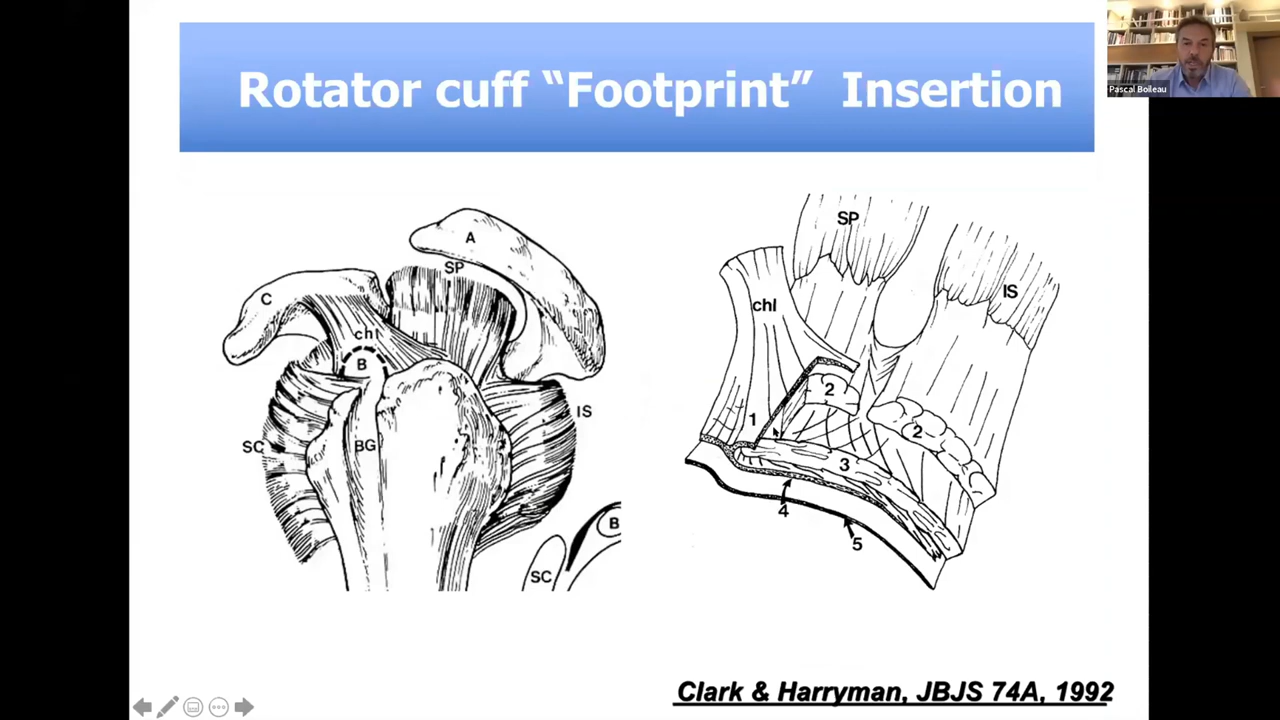 Rotator cuff “Footprint” Insertion
Pascal Boileau
A
SP
C
chl
B
IS
SC
BG
B
SC
SP
IS
chl
2
1
2
3
4
5
Clark & Harryman, JBJS 74A, 1992